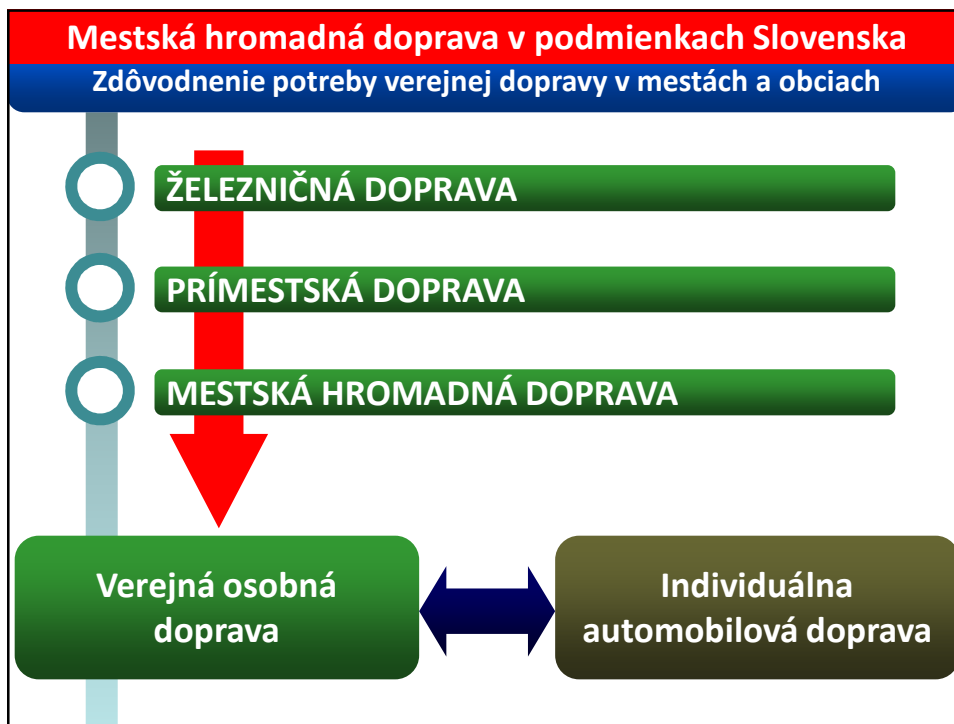 Mestská hromadná doprava v podmienkach Slovenska
Zdôvodnenie potreby verejnej dopravy v mestách a obciach
ŽELEZNIČNÁ DOPRAVA
PRÍMESTSKÁ DOPRAVA
MESTSKÁ HROMADNÁ DOPRAVA
Verejná osobná
doprava
Individuálna
automobilová doprava